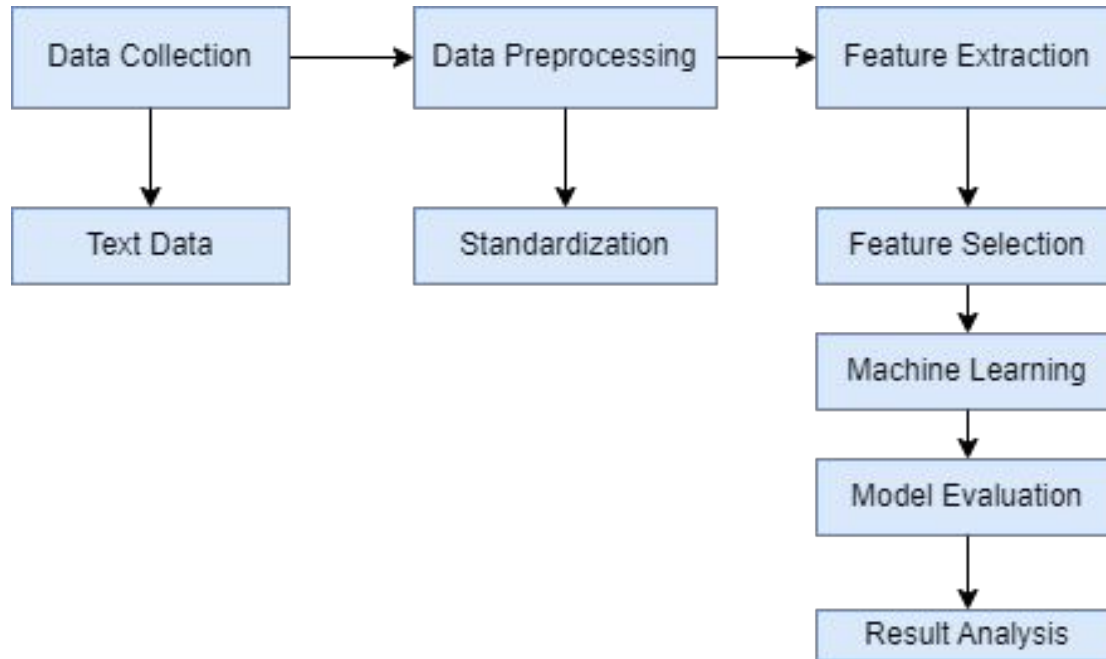 Data Collection
Data Preprocessing
Feature Extraction
Text Data
Standardization
Feature Selection
Machine Learning
Model Evaluation
Result Analysis